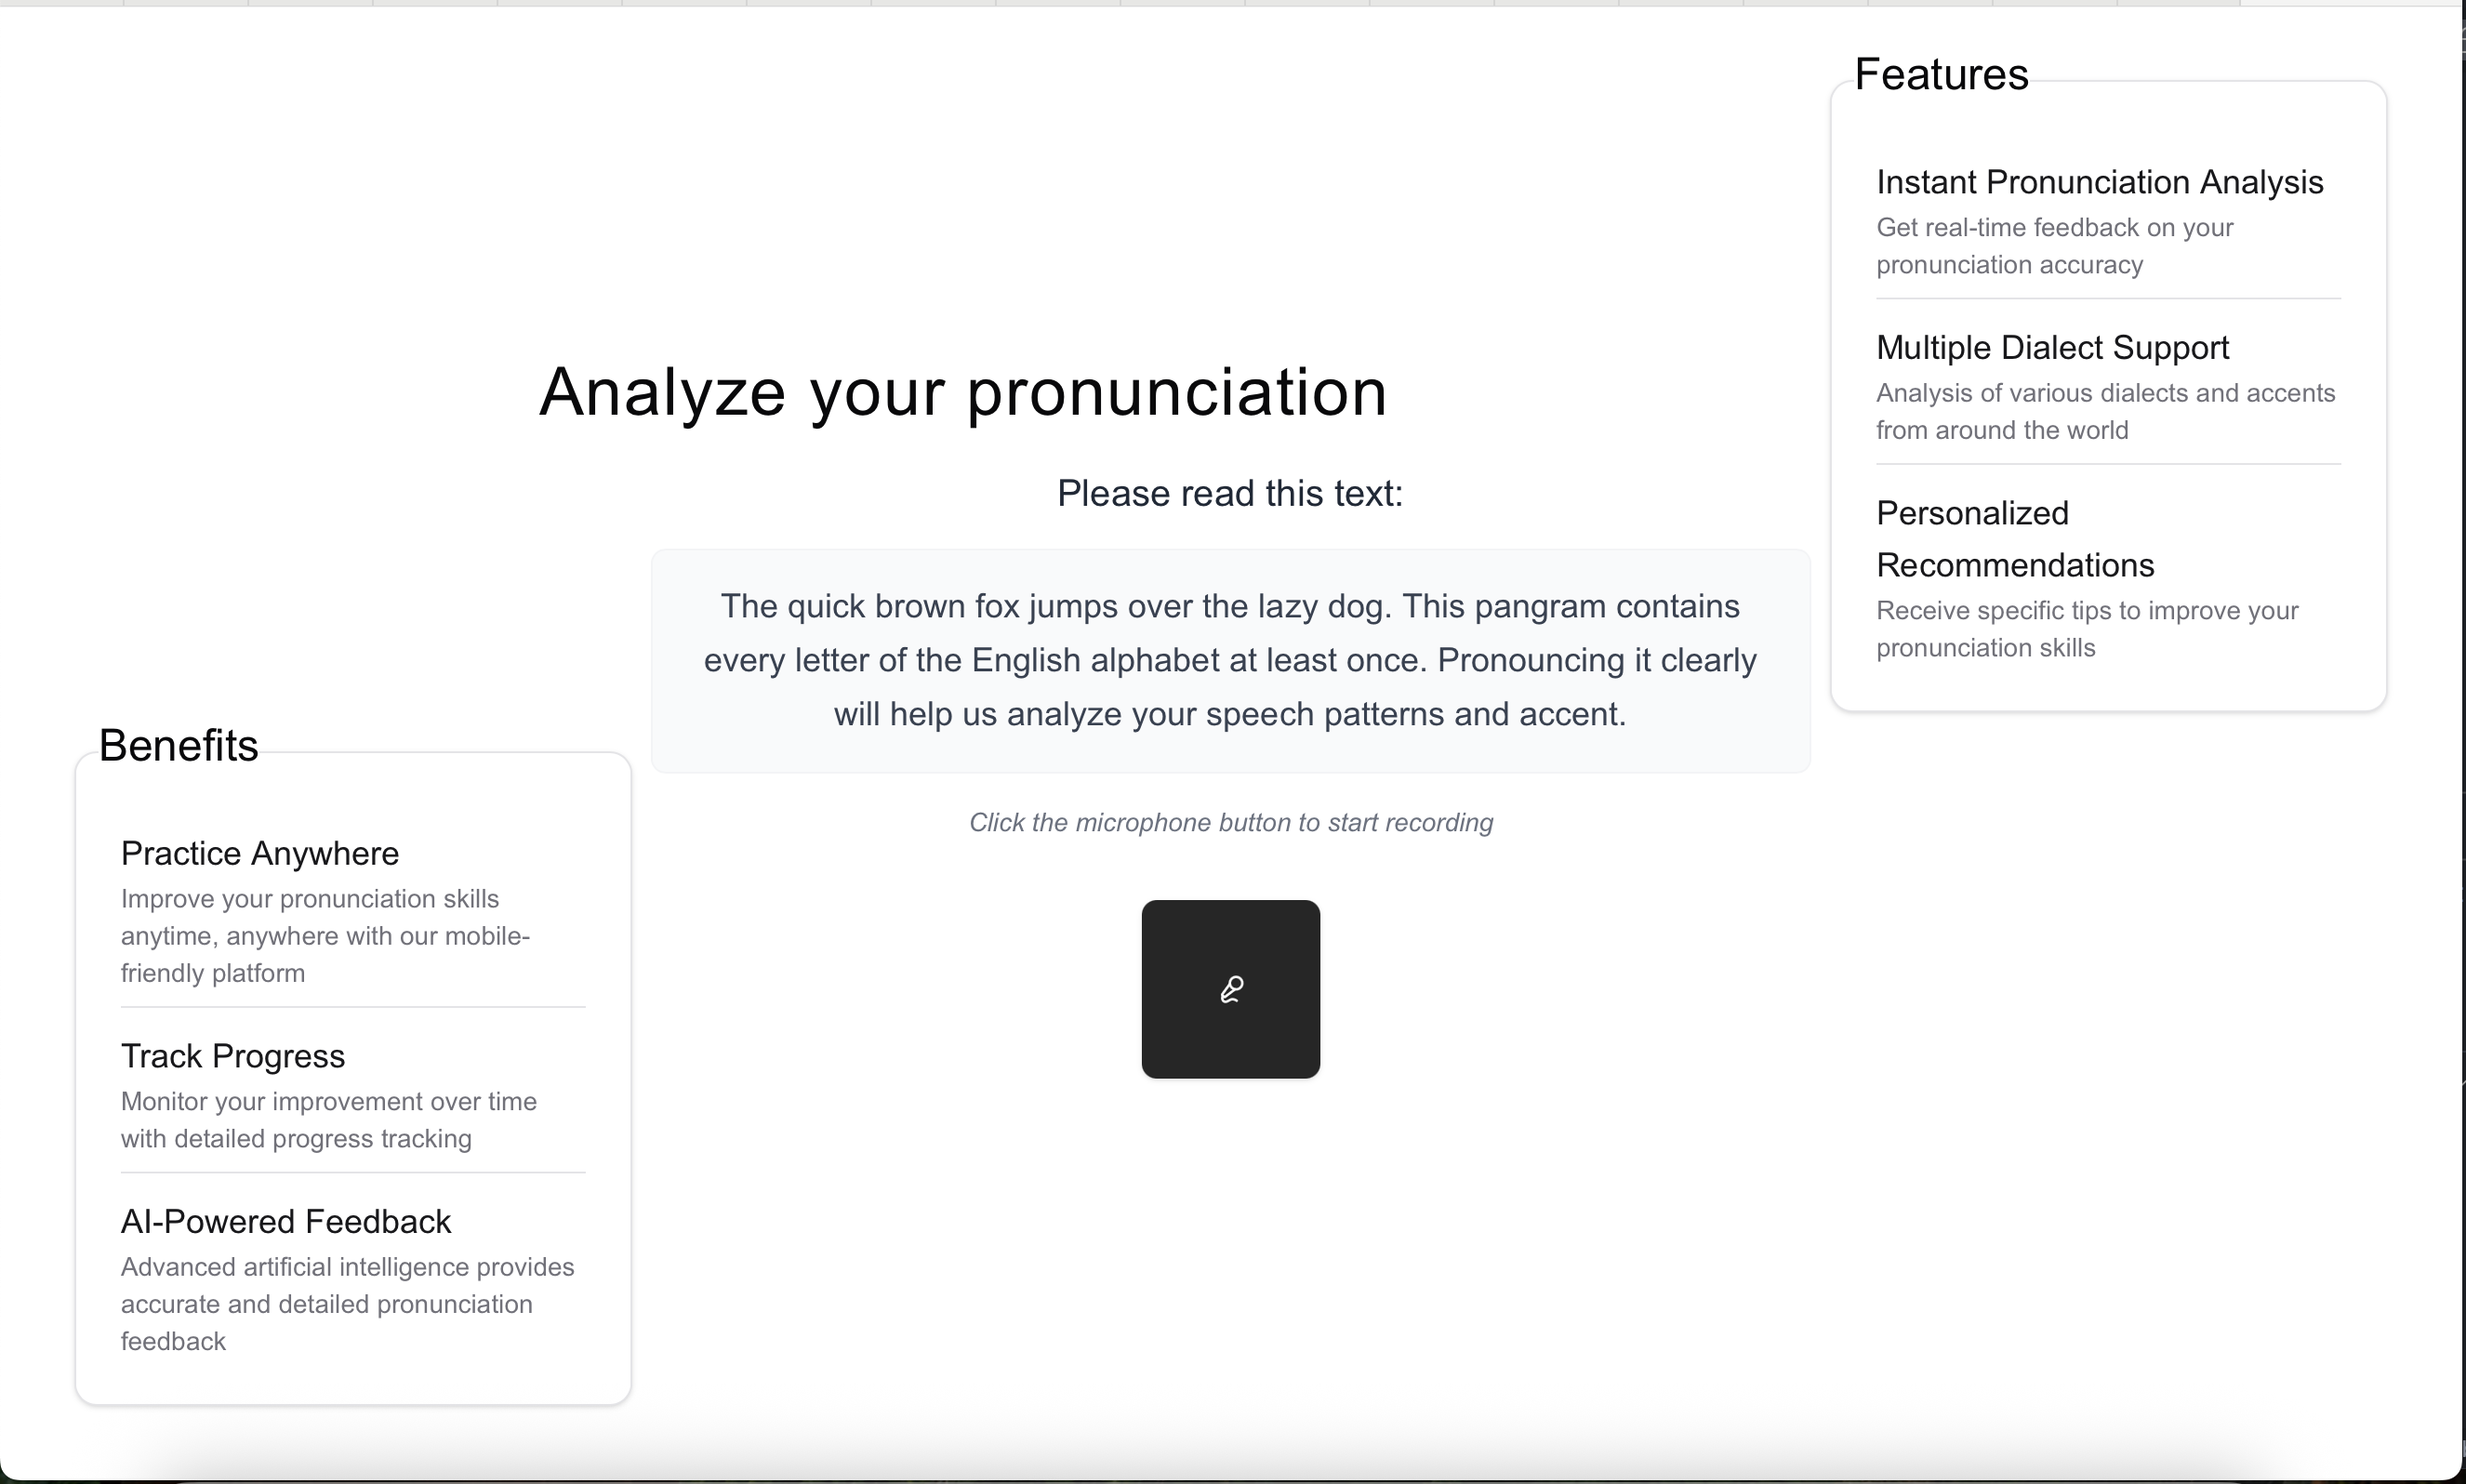 Features
Instant Pronunciation Analysis
Get real-time feedback on your
pronunciation accuracy
Multiple Dialect Support
Analysis of various dialects and accents
from around the world
Personalized
Recommendations
Receive specific tips to improve your
pronunciation skills
Analyze your pronunciation
Please read this text:
The quick brown fox jumps over the lazy dog. This pangram contains
every letter of the English alphabet at least once. Pronouncing it clearly
will help us analyze your speech patterns and accent.
Click the microphone button to start recording
Benefits
Practice Anywhere
Improve your pronunciation skills
anytime, anywhere with our mobile-
friendly platform
Track Progress
Monitor your improvement over time
with detailed progress tracking
AI-Powered Feedback
Advanced artificial intelligence provides
accurate and detailed pronunciation
feedback